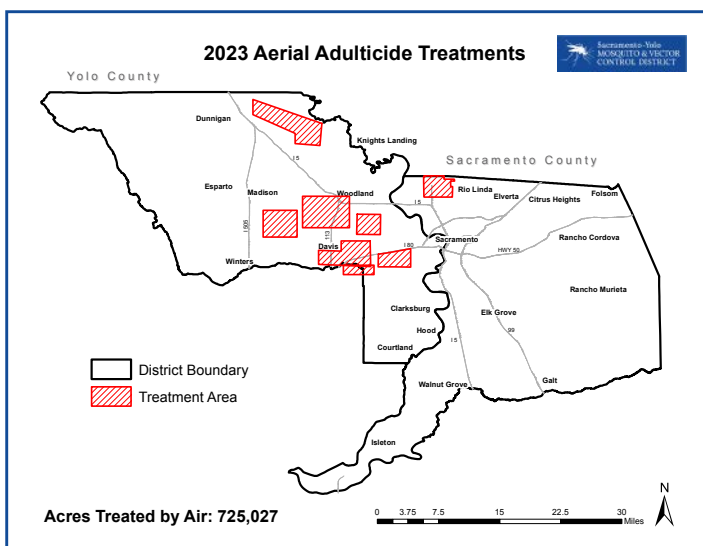 2023 Aerial Adulticide Treatments
Sacramento-Yolo
MOSQUITO & VECTOR
CONTROL DISTRICT
Yolo County
Dunnigan
Knights Landing
I 5
Sacramento County
Esparto
Madison
Woodland
Rio Linda
Elverta
Citrus Heights
Folsom
I 5
I505
113
Davis
I 80
Sacramento
HWY 50
Rancho Cordova
Winters
Rancho Murieta
Clarksburg
Elk Grove
Hood
99
I 5
Courtland
District Boundary
Treatment Area
Walnut Grove
Galt
Isleton
Acres Treated by Air: 725,027
N
0 3.75 7.5 15 22.5 30
Miles